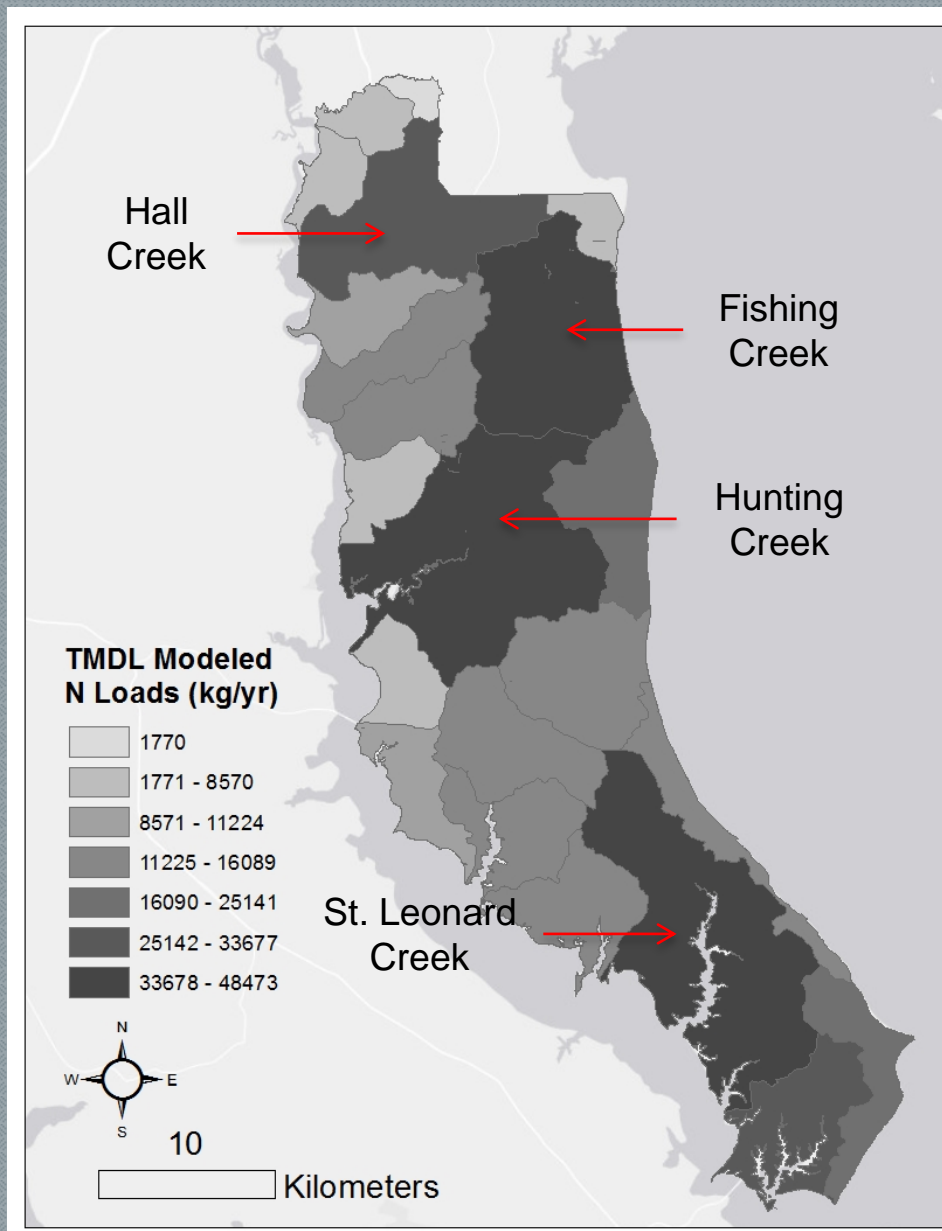 Hall
Creek
Fishing
Creek
Hunting
Creek
St. Leonard
Creek
TMDL Modeled
N Loads (kg/yr)
1770
1771 - 8570
8571 - 11224
11225 - 16089
16090 - 25141
25142 - 33677
33678 - 48473
N
W E
S
10
Kilometers